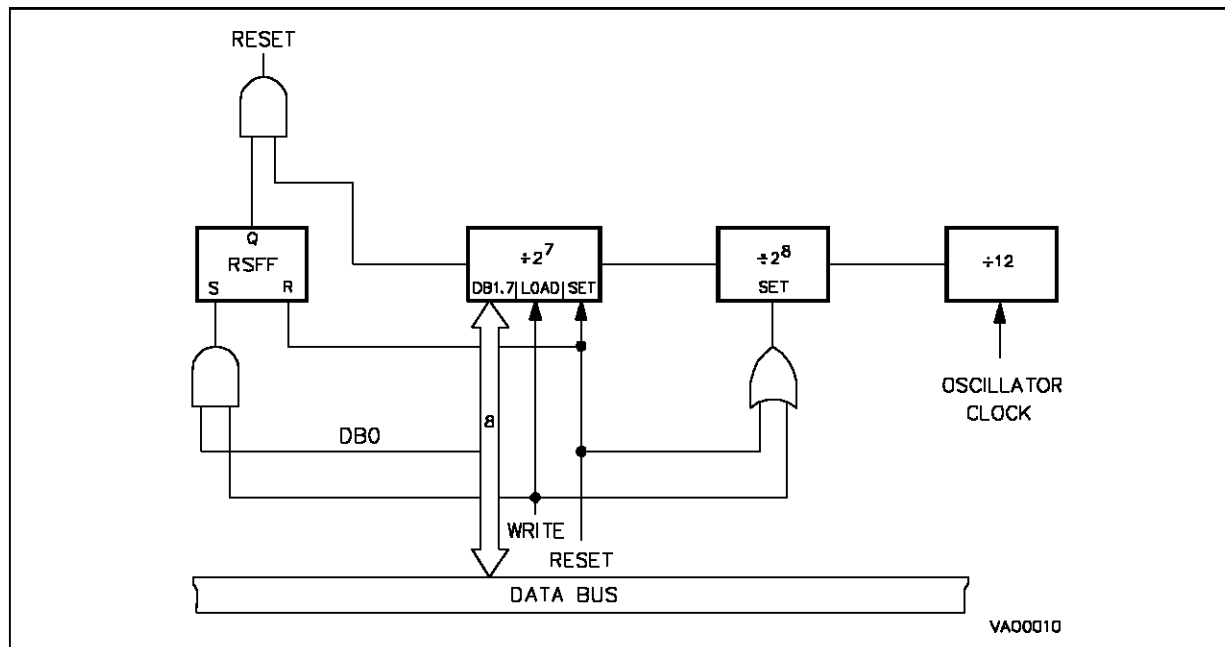 RESET
Q
RSFF
S R
÷2⁷
DB1.7 LOAD SET
÷2⁸
SET
÷12
OSCILLATOR
CLOCK
8
DB0
WRITE
RESET
DATA BUS
VA00010